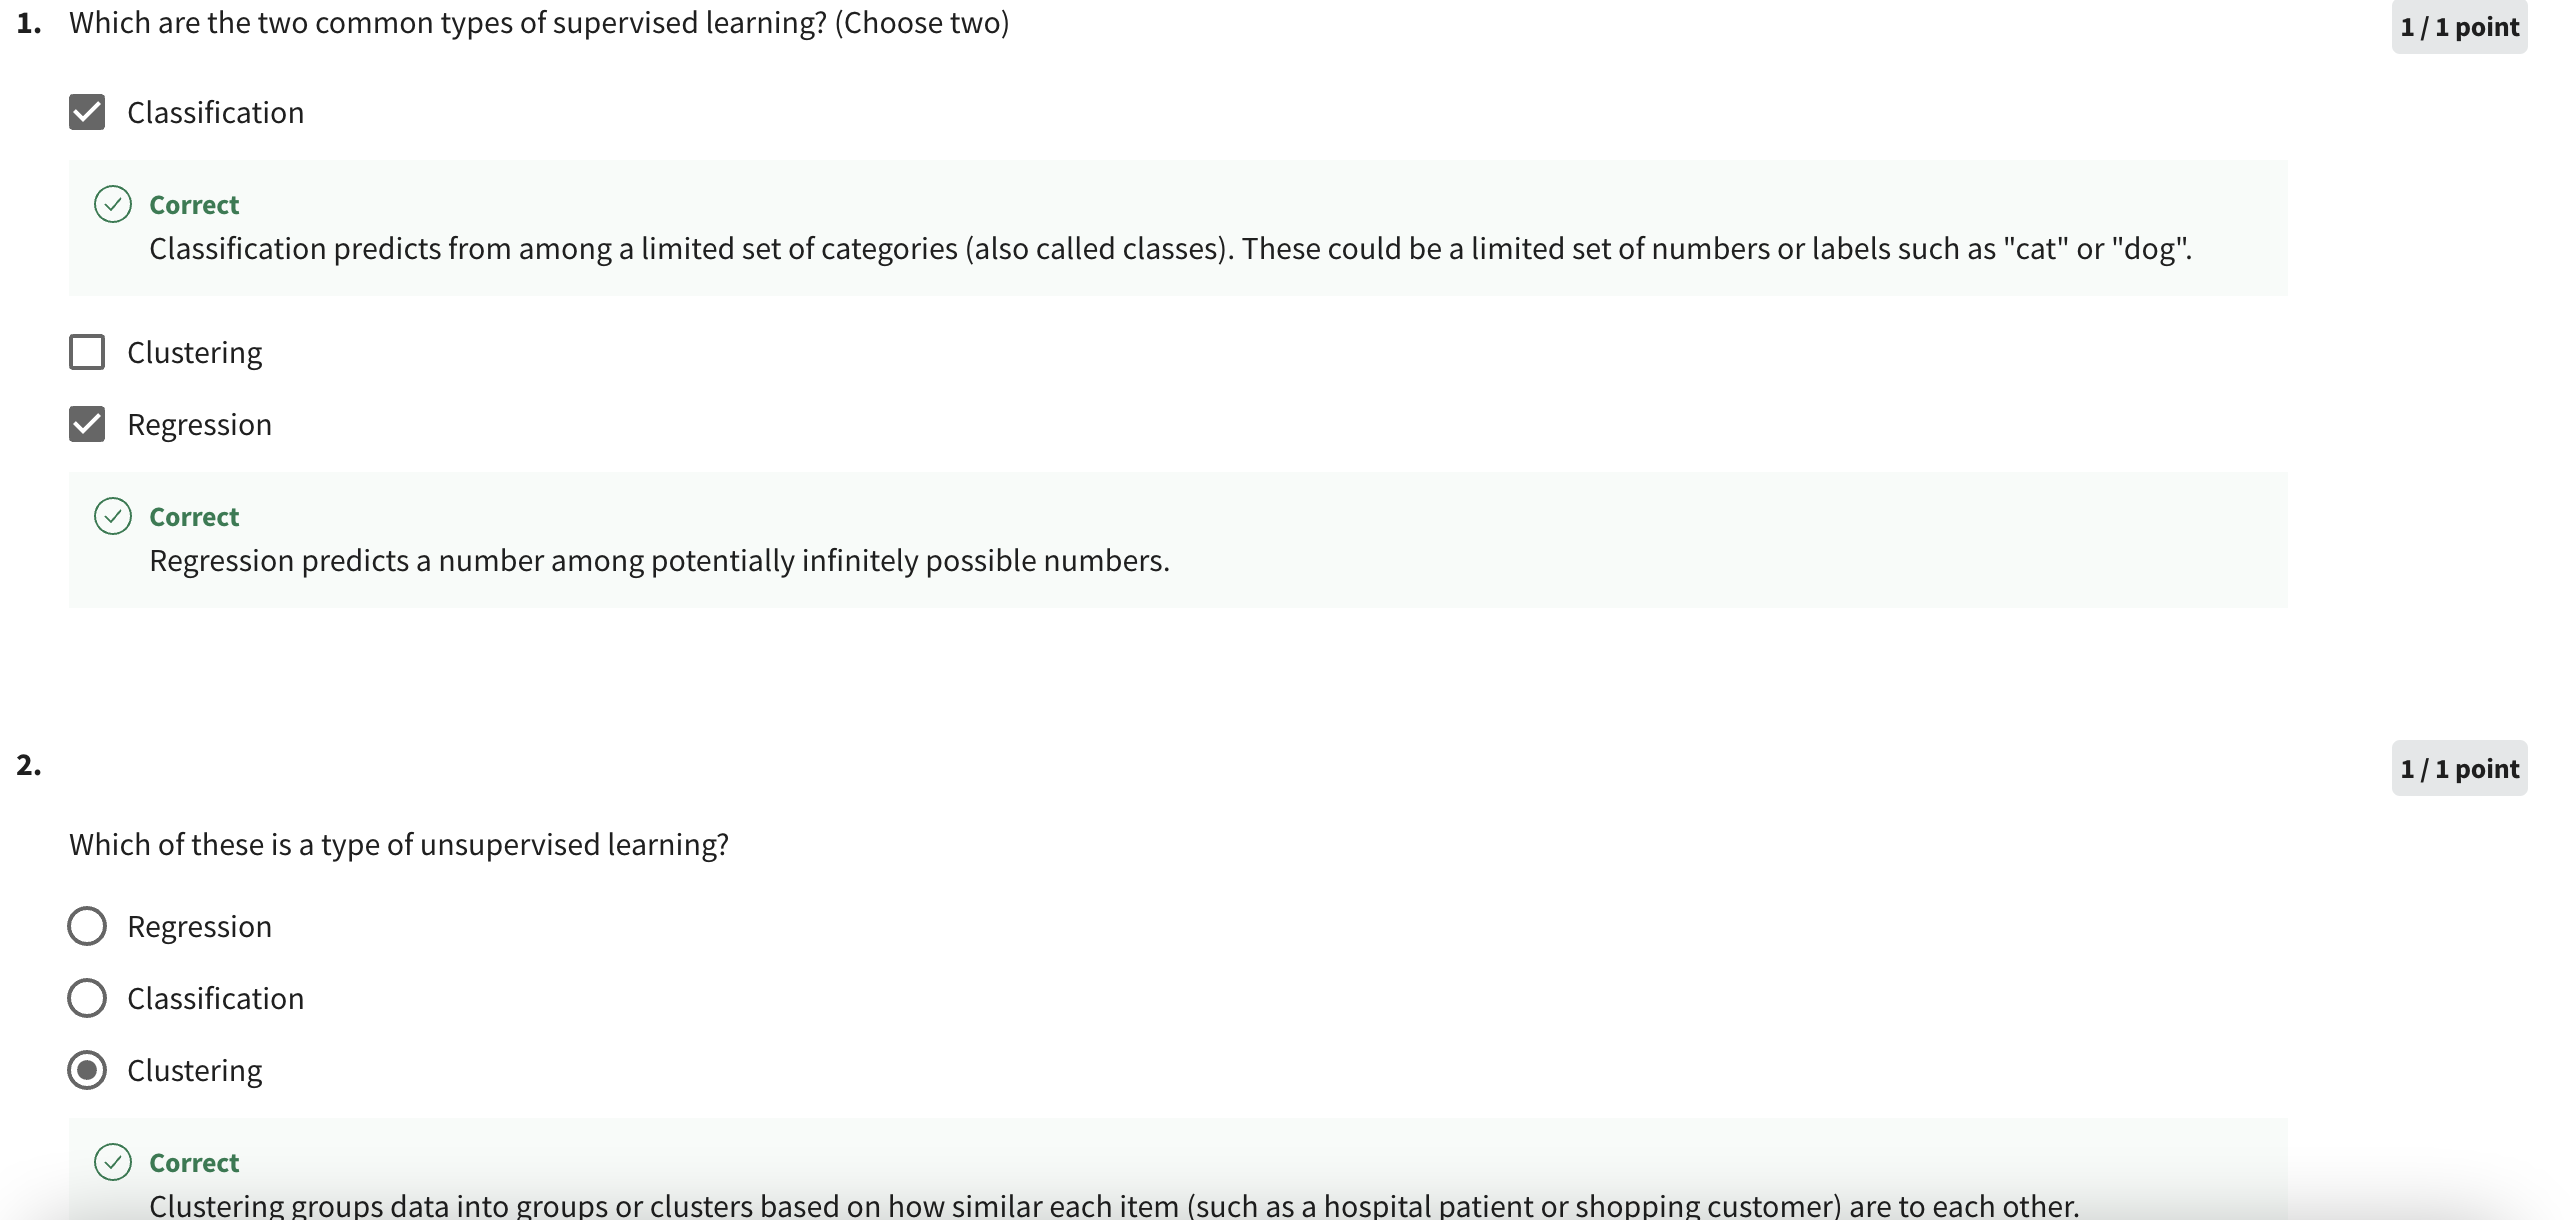 1. Which are the two common types of supervised learning? (Choose two)
1 / 1 point
Classification
Correct
Classification predicts from among a limited set of categories (also called classes). These could be a limited set of numbers or labels such as "cat" or "dog".
Clustering
Regression
Correct
Regression predicts a number among potentially infinitely possible numbers.
2.
1 / 1 point
Which of these is a type of unsupervised learning?
Regression
Classification
Clustering
Correct
Clustering groups data into groups or clusters based on how similar each item (such as a hospital patient or shopping customer) are to each other.